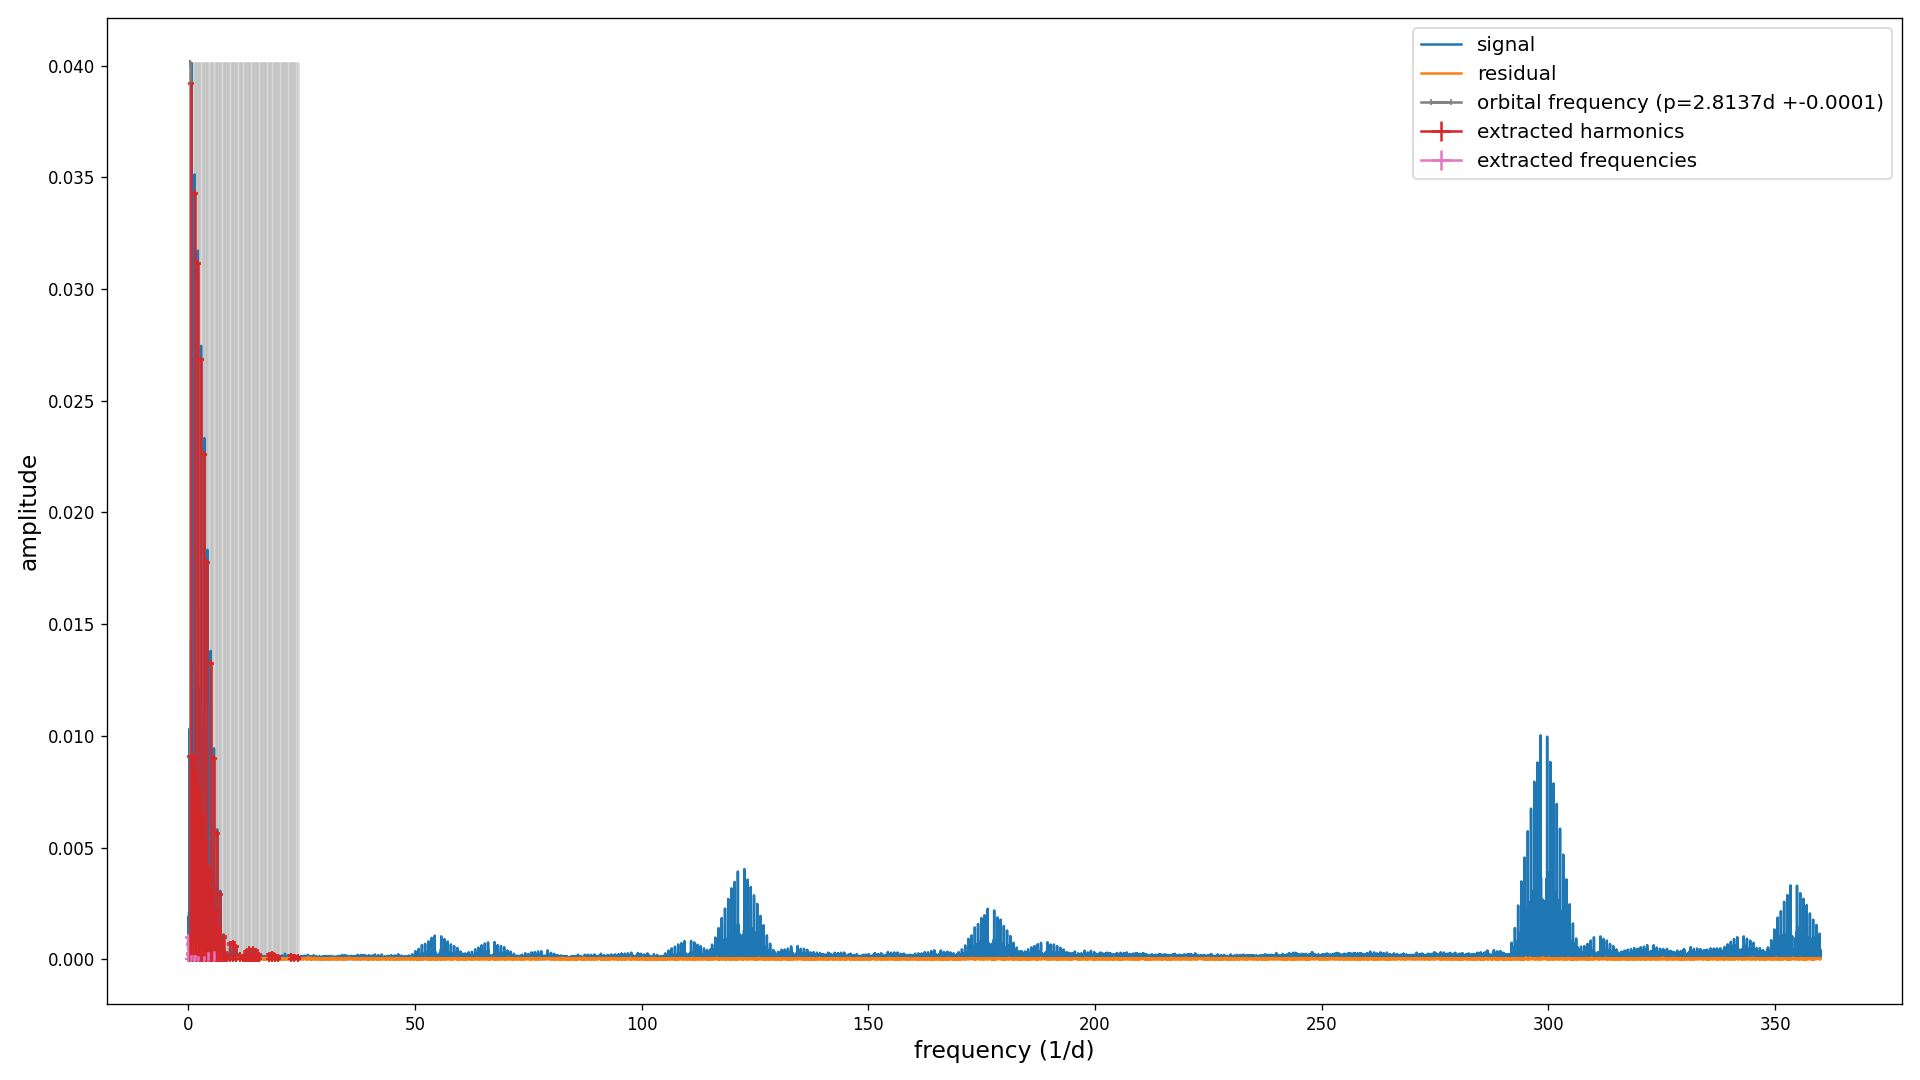 signal
residual
orbital frequency (p=2.8137d +-0.0001)
extracted harmonics
extracted frequencies
0.040
0.035
0.030
0.025
0.020
0.015
0.010
0.005
0.000
amplitude
0 50 100 150 200 250 300 350
frequency (1/d)